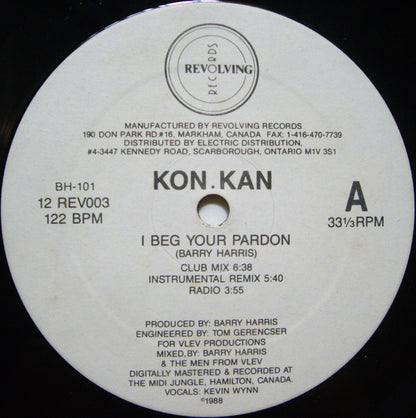 REVOLVING
RECORDS
MANUFACTURED BY REVOLVING RECORDS
190 DON PARK RD #16, MARKHAM, CANADA FAX: 1-416-470-7739
DISTRIBUTED BY ELECTRIC DISTRIBUTION,
#4-3447 KENNEDY ROAD, SCARBOROUGH, ONTARIO M1V 3S1
BH-101
12 REV003
122 BPM
KON.KAN
A
33⅓RPM
I BEG YOUR PARDON
(BARRY HARRIS)
CLUB MIX 6:38
INSTRUMENTAL REMIX 5:40
RADIO 3:55
PRODUCED BY: BARRY HARRIS
ENGINEERED BY: TOM GERENCSER
FOR VLEV PRODUCTIONS
MIXED, BY: BARRY HARRIS
& THE MEN FROM VLEV
DIGITALLY MASTERED & RECORDED AT
THE MIDI JUNGLE, HAMILTON, CANADA.
VOCALS: KEVIN WYNN
©1988